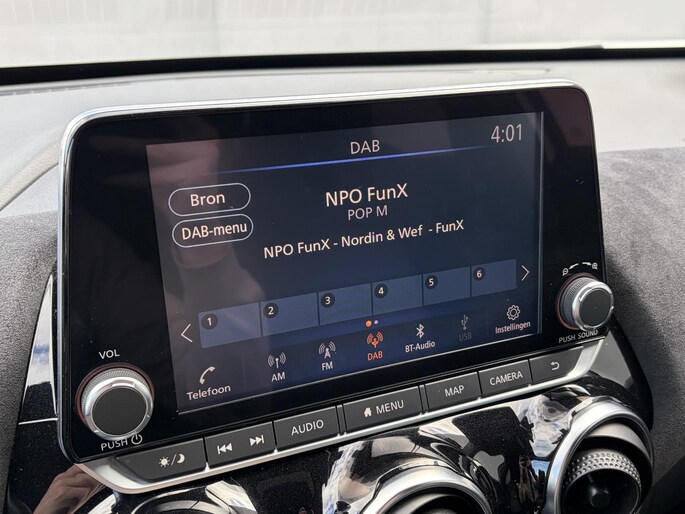 DAB
4:01
Bron
DAB-menu
NPO FunX
POP M
NPO FunX - Nordin & Wef - FunX
1 2 3 4 5 6
Telefoon
AM
FM
DAB
BT-Audio
USB
Instellingen
VOL
PUSH
PUSH SOUND
AUDIO
MENU
MAP
CAMERA